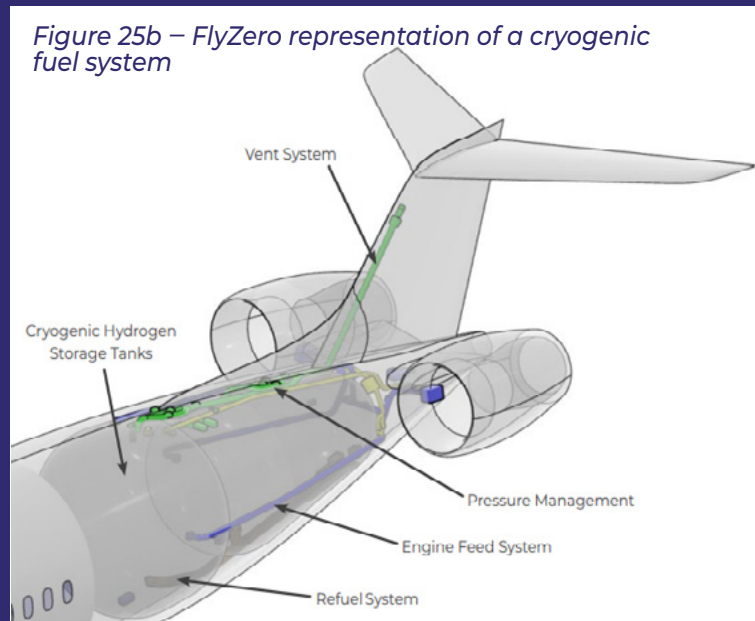 Figure 25b – FlyZero representation of a cryogenic
fuel system
Vent System
Cryogenic Hydrogen
Storage Tanks
Pressure Management
Engine Feed System
Refuel System